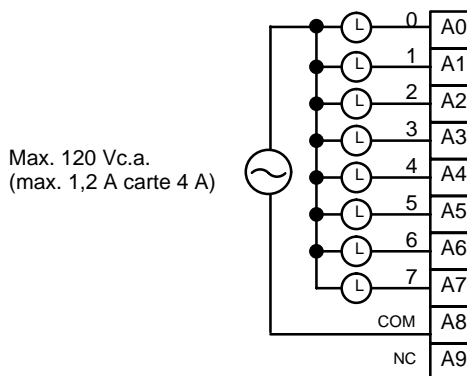 L 0 A0
L 1 A1
L 2 A2
L 3 A3
Max. 120 Vc.a.
(max. 1,2 A carte 4 A)
L 4 A4
L 5 A5
L 6 A6
L 7 A7
COM A8
NC A9